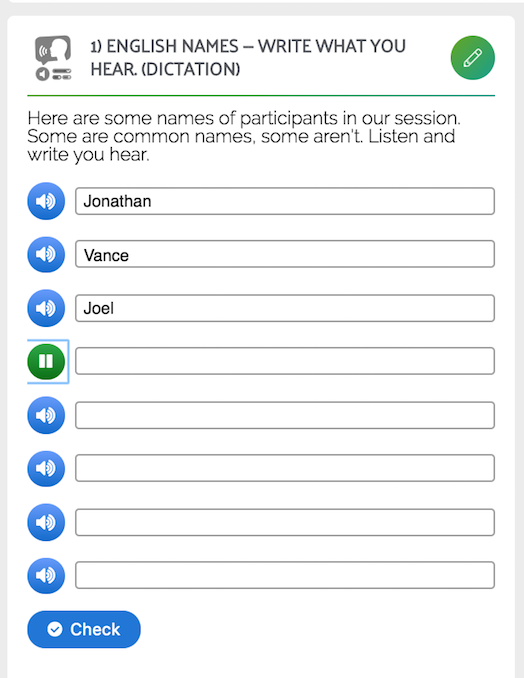 1) ENGLISH NAMES – WRITE WHAT YOU
HEAR. (DICTATION)
Here are some names of participants in our session.
Some are common names, some aren't. Listen and
write you hear.
Jonathan
Vance
Joel
Check